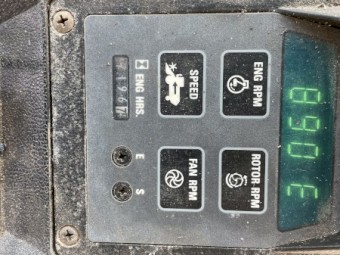 ENG RPM
ROTOR RPM
SPEED
FAN RPM
ENG HRS. E S